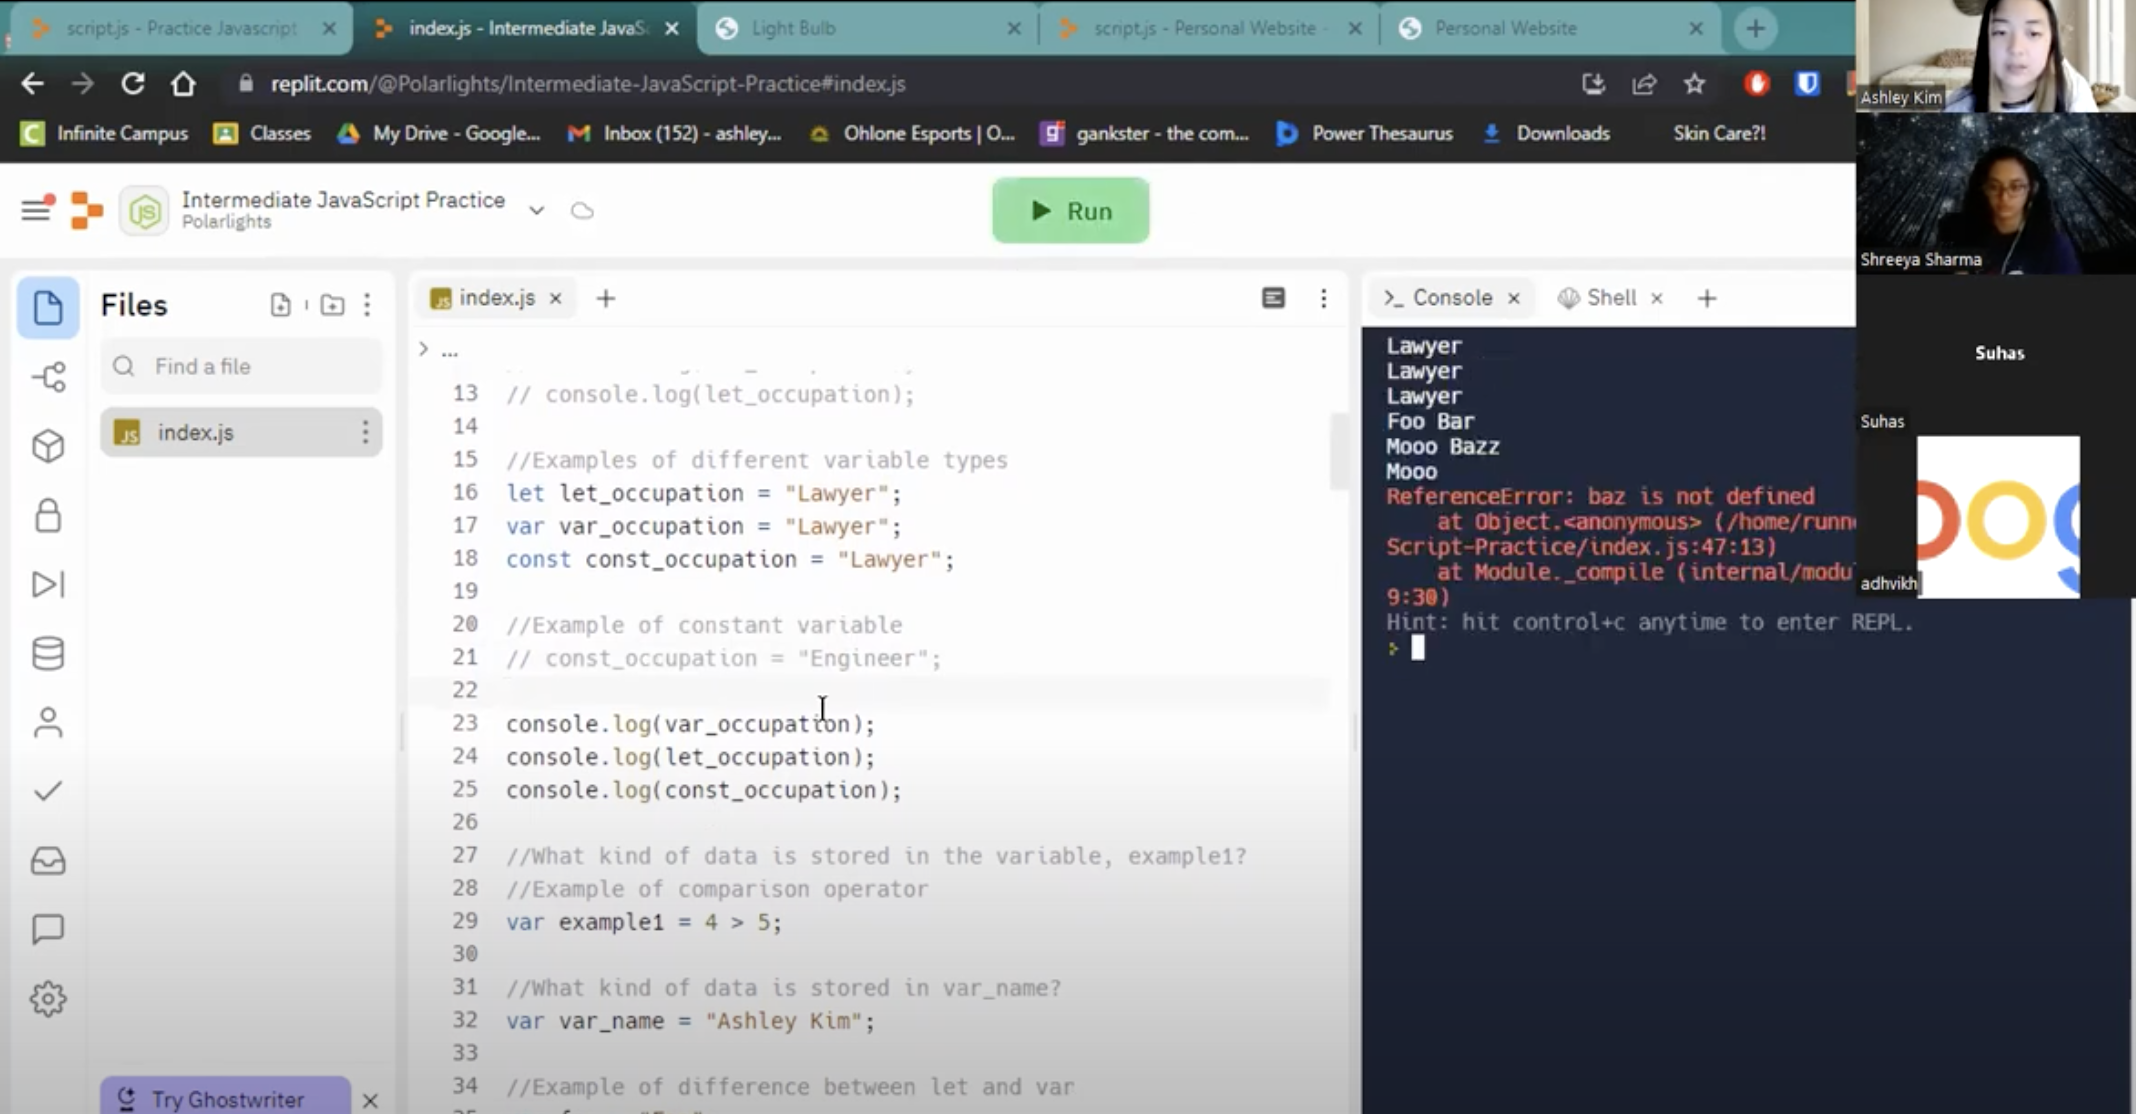 script.js - Practice Javascript
index.js - Intermediate JavaSc
Light Bulb
script.js - Personal Website -
Personal Website
replit.com/@Polarlights/Intermediate-JavaScript-Practice#index.js
Infinite Campus
Classes
My Drive - Google...
Inbox (152) - ashley...
Ohlone Esports | O...
gankster - the com...
Power Thesaurus
Downloads
Skin Care?!
Intermediate JavaScript Practice
Polarlights
Run
Files
Find a file
JS index.js
Try Ghostwriter
JS index.js
...
13 // console.log(let_occupation);
14
15 //Examples of different variable types
16 let let_occupation = "Lawyer";
17 var var_occupation = "Lawyer";
18 const const_occupation = "Lawyer";
19
20 //Example of constant variable
21 // const_occupation = "Engineer";
22
23 console.log(var_occupation);
24 console.log(let_occupation);
25 console.log(const_occupation);
26
27 //What kind of data is stored in the variable, example1?
28 //Example of comparison operator
29 var example1 = 4 > 5;
30
31 //What kind of data is stored in var_name?
32 var var_name = "Ashley Kim";
33
34 //Example of difference between let and var
Console
Shell
Lawyer
Lawyer
Lawyer
Foo Bar
Mooo Bazz
Mooo
ReferenceError: baz is not defined
at Object.<anonymous> (/home/runn
Script-Practice/index.js:47:13)
at Module._compile (internal/modu
9:30)
Hint: hit control+c anytime to enter REPL.
>
Ashley Kim
Shreeya Sharma
Suhas
Suhas
adhvikh